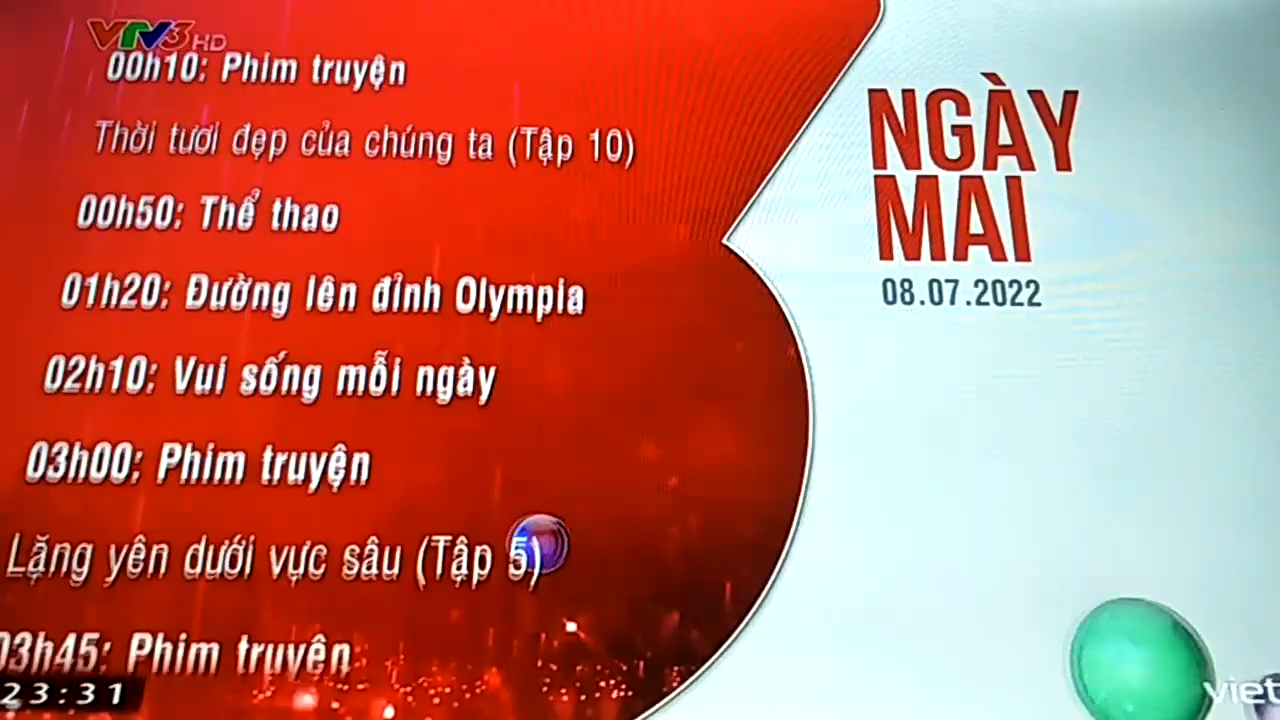 VTV3 HD
00h10: Phim truyện
Thời tươi đẹp của chúng ta (Tập 10)
00h50: Thể thao
01h20: Đường lên đỉnh Olympia
02h10: Vui sống mỗi ngày
03h00: Phim truyện
Lặng yên dưới vực sâu (Tập 5)
03h45: Phim truyện
23:31
NGÀY
MAI
08.07.2022
viet